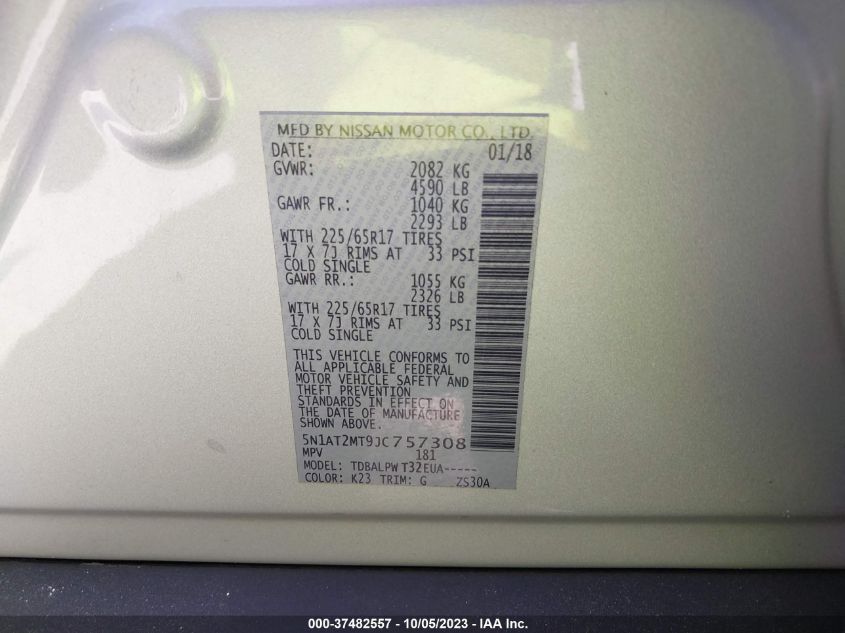 MFD BY NISSAN MOTOR CO., LTD.
DATE: 01/18
GVWR: 2082 KG
4590 LB
GAWR FR.: 1040 KG
2293 LB
WITH 225/65R17 TIRES
17 X 7J RIMS AT 33 PSI
COLD SINGLE
GAWR RR.: 1055 KG
2326 LB
WITH 225/65R17 TIRES
17 X 7J RIMS AT 33 PSI
COLD SINGLE
THIS VEHICLE CONFORMS TO
ALL APPLICABLE FEDERAL
MOTOR VEHICLE SAFETY AND
THEFT PREVENTION
STANDARDS IN EFFECT ON
THE DATE OF MANUFACTURE
SHOWN ABOVE.
5N1AT2MT9JC757308
MPV 181
MODEL: TDBALPW T32EUA-----
COLOR: K23 TRIM: G ZS30A
000-37482557 - 10/05/2023 - IAA Inc.